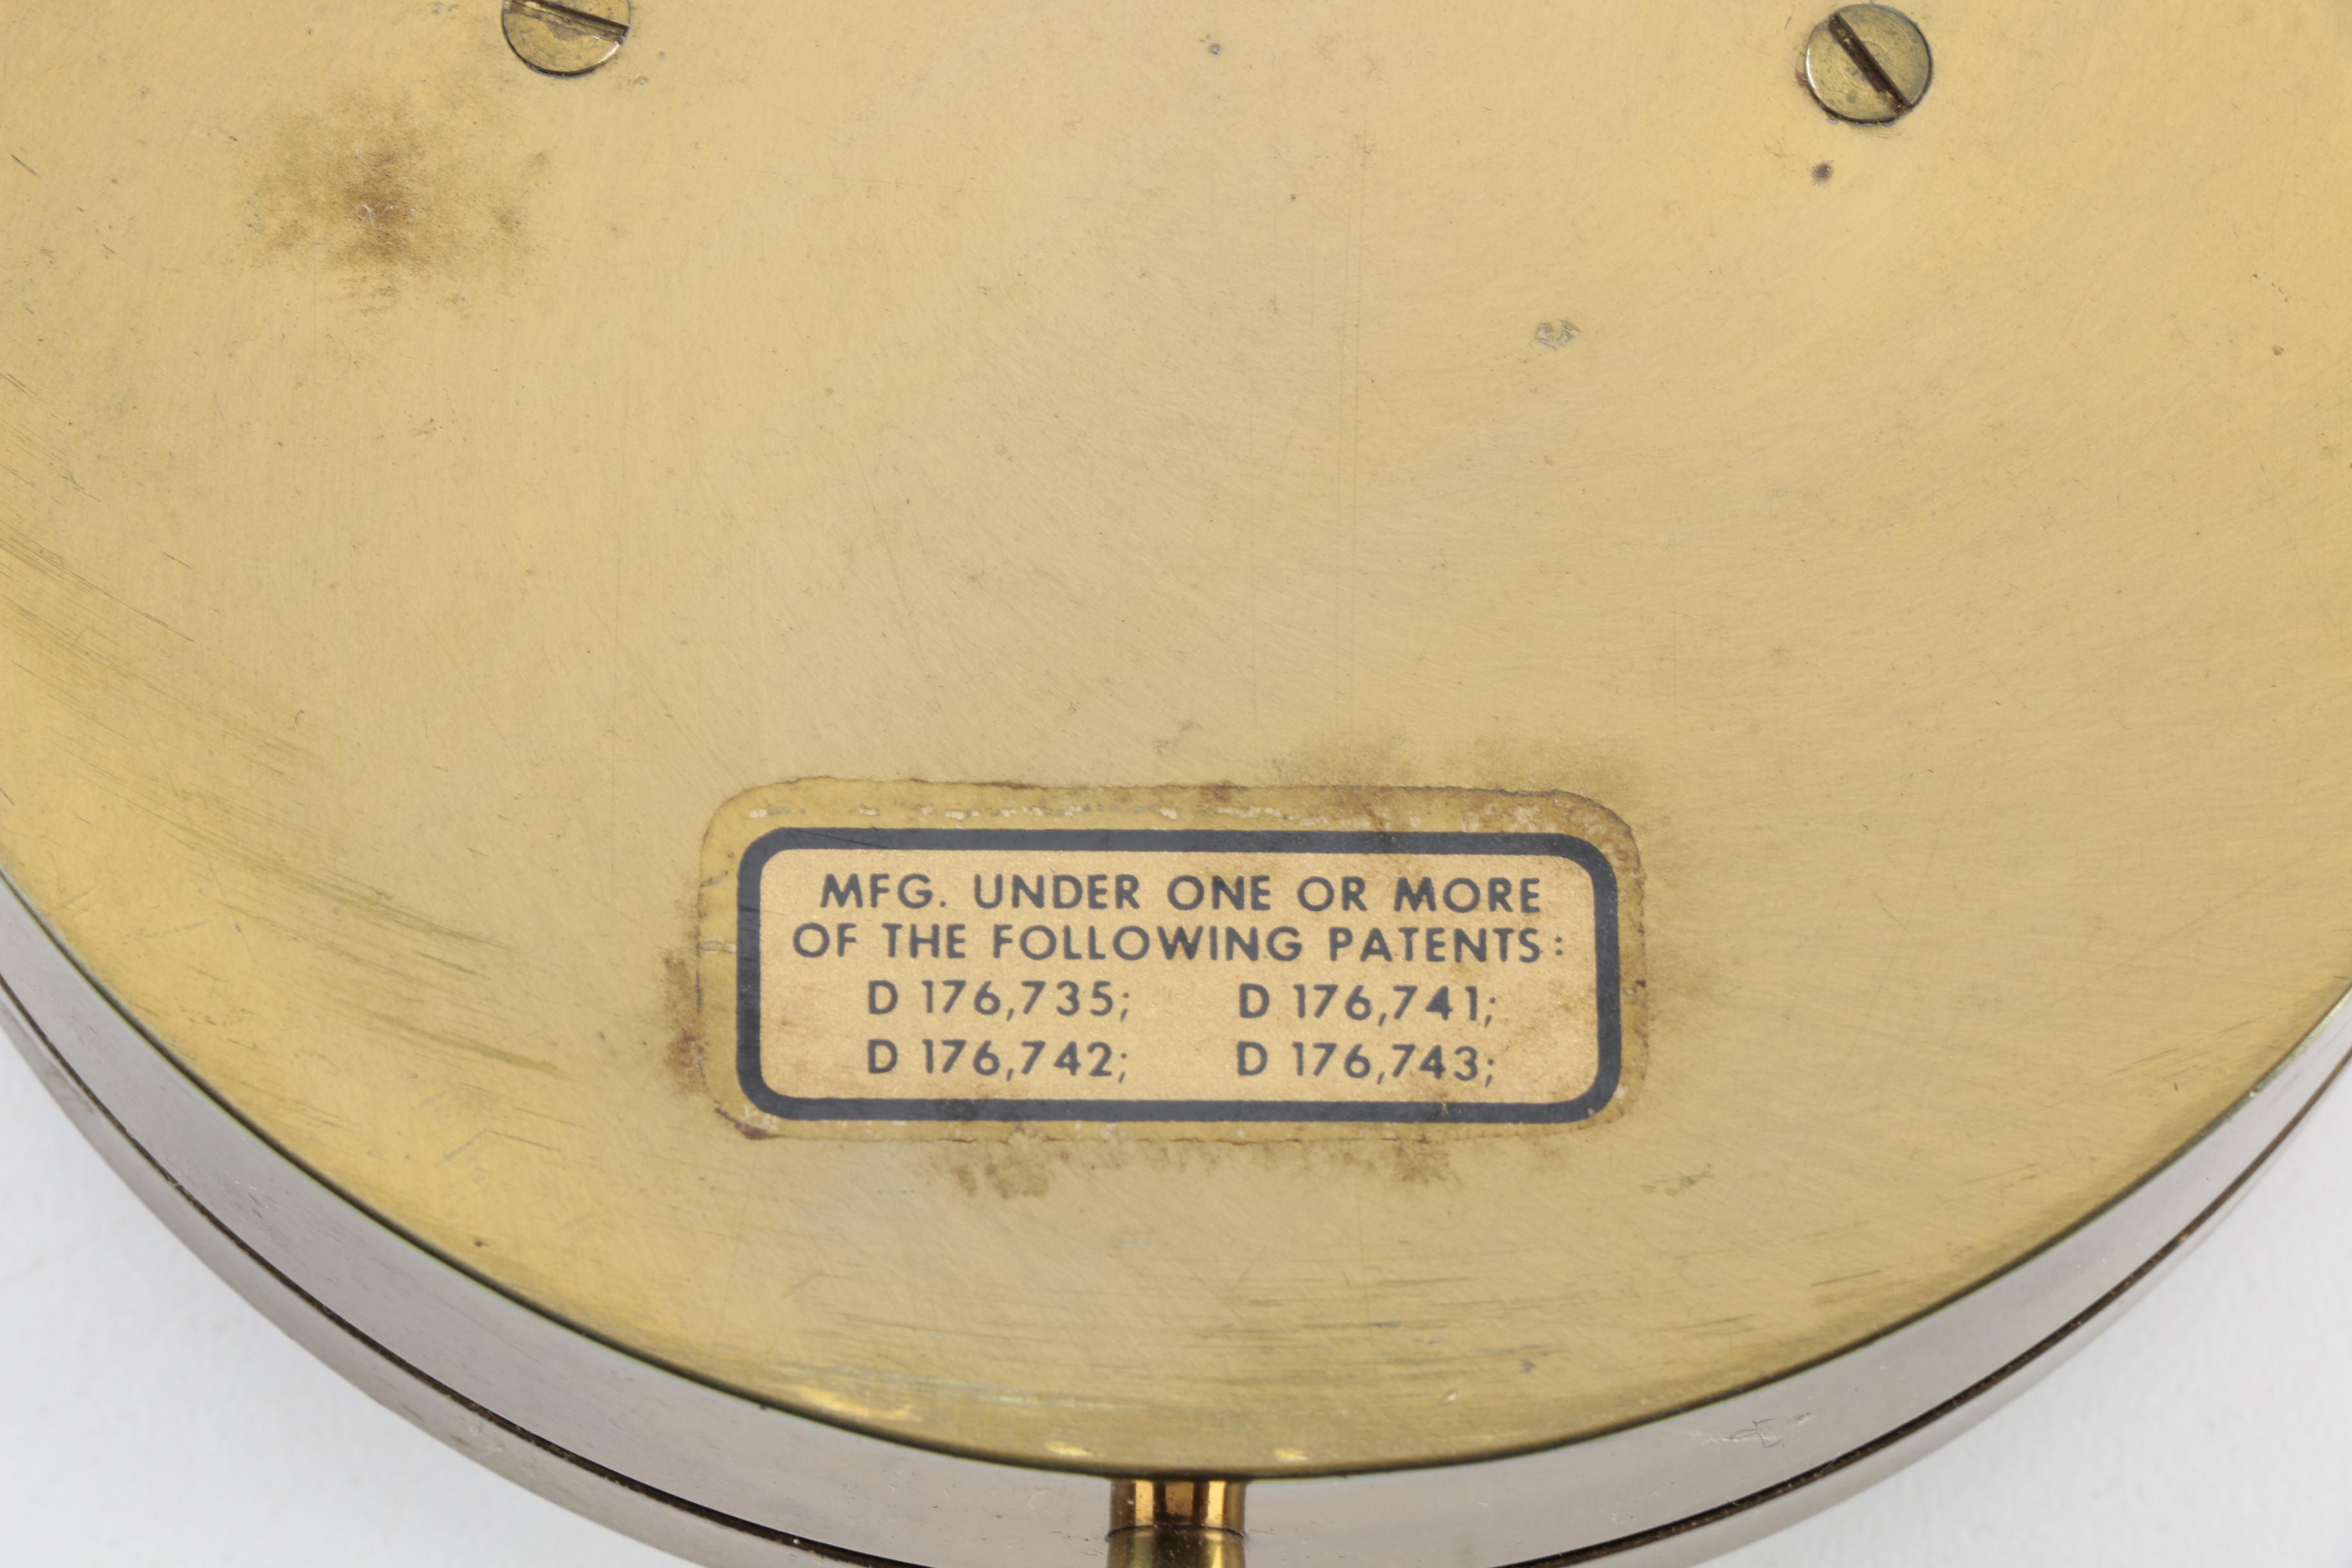 MFG. UNDER ONE OR MORE
OF THE FOLLOWING PATENTS:
D 176,735; D 176,741;
D 176,742; D 176,743;